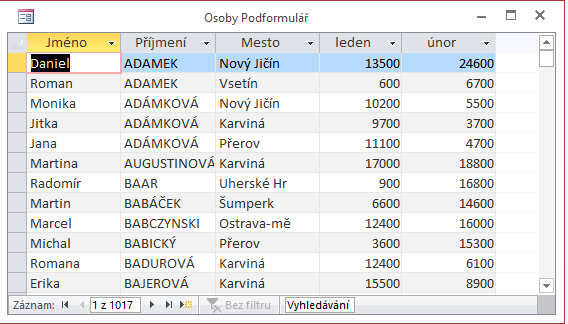 Osoby Podformulář
Jméno Příjmení Mesto leden únor
Daniel ADAMEK Nový Jičín 13500 24600
Roman ADAMEK Vsetín 600 6700
Monika ADÁMKOVÁ Nový Jičín 10200 5500
Jitka ADÁMKOVÁ Karviná 9700 3700
Jana ADÁMKOVÁ Přerov 11100 4700
Martina AUGUSTINOVÁ Karviná 17000 18800
Radomír BAAR Uherské Hr 900 16800
Martin BABÁČEK Šumperk 6600 14600
Marcel BABCZYNSKI Ostrava-mě 12400 16000
Michal BABICKÝ Přerov 3600 15300
Romana BADUROVÁ Karviná 12400 6100
Erika BAJEROVÁ Karviná 15500 8900
Záznam: 1 z 1017 Bez filtru Vyhledávání